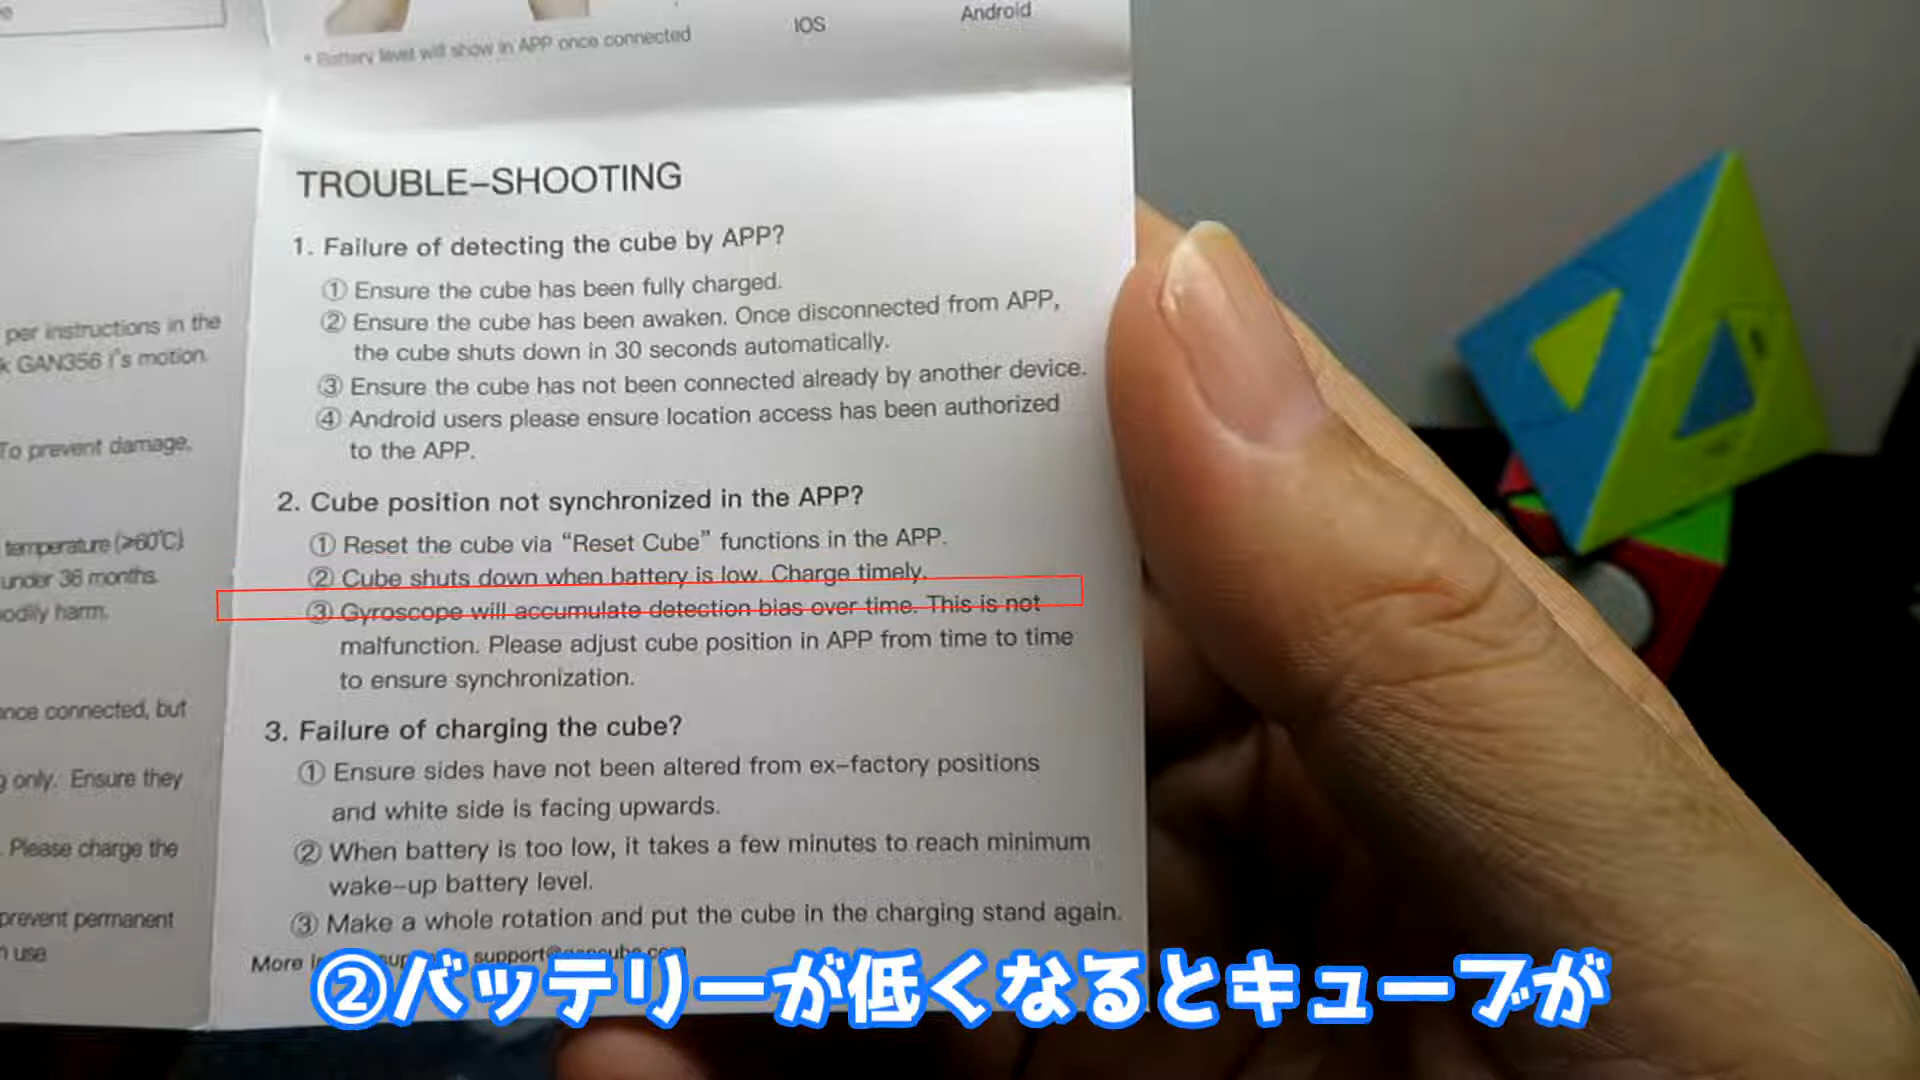 * Battery level will show in APP once connected
IOS
Android
TROUBLE-SHOOTING
1. Failure of detecting the cube by APP?
① Ensure the cube has been fully charged.
② Ensure the cube has been awaken. Once disconnected from APP,
the cube shuts down in 30 seconds automatically.
③ Ensure the cube has not been connected already by another device.
④ Android users please ensure location access has been authorized
to the APP.
2. Cube position not synchronized in the APP?
① Reset the cube via “Reset Cube” functions in the APP.
② Cube shuts down when battery is low. Charge timely.
③ Gyroscope will accumulate detection bias over time. This is not
malfunction. Please adjust cube position in APP from time to time
to ensure synchronization.
3. Failure of charging the cube?
① Ensure sides have not been altered from ex-factory positions
and white side is facing upwards.
② When battery is too low, it takes a few minutes to reach minimum
wake-up battery level.
③ Make a whole rotation and put the cube in the charging stand again.
More
per instructions in the
GAN356 i's motion.
To prevent damage,
temperature (≥60℃)
under 36 months.
bodily harm.
once connected, but
only. Ensure they
Please charge the
prevent permanent
use
②バッテリーが低くなるとキューブが